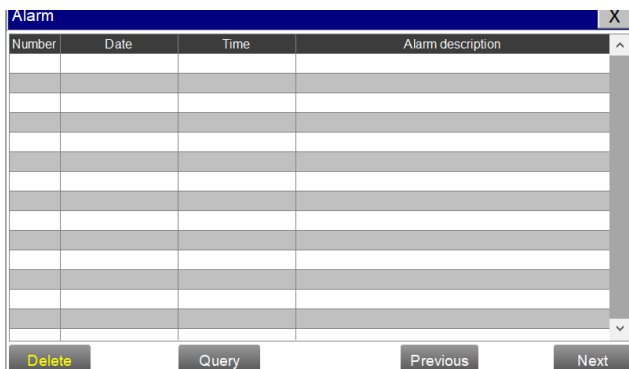 Alarm X
Number Date Time Alarm description
Delete Query Previous Next